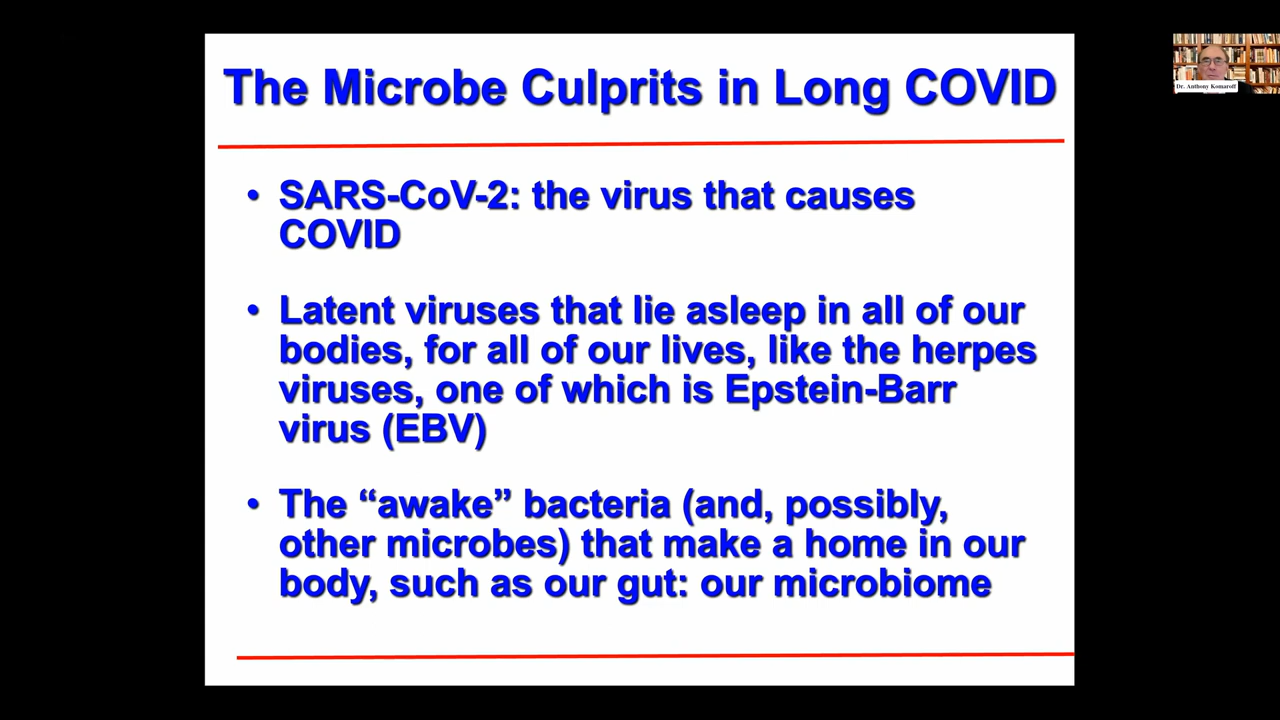 The Microbe Culprits in Long COVID
• SARS-CoV-2: the virus that causes
COVID
• Latent viruses that lie asleep in all of our
bodies, for all of our lives, like the herpes
viruses, one of which is Epstein-Barr
virus (EBV)
• The “awake” bacteria (and, possibly,
other microbes) that make a home in our
body, such as our gut: our microbiome
Dr. Anthony Komaroff